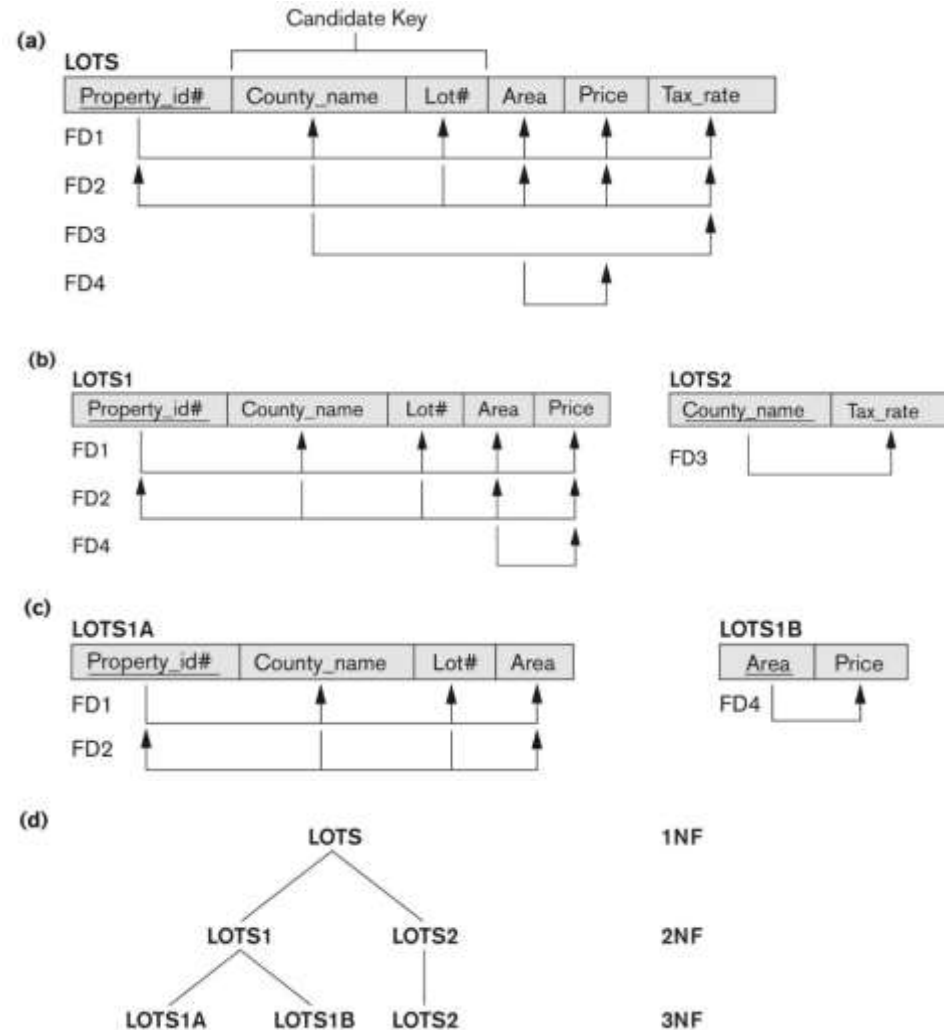 Candidate Key
(a)
LOTS
Property_id# County_name Lot# Area Price Tax_rate
FD1
FD2
FD3
FD4
(b)
LOTS1 LOTS2
Property_id# County_name Lot# Area Price County_name Tax_rate
FD1 FD3
FD2
FD4
(c)
LOTS1A LOTS1B
Property_id# County_name Lot# Area Area Price
FD1 FD4
FD2
(d)
LOTS 1NF
LOTS1 LOTS2 2NF
LOTS1A LOTS1B LOTS2 3NF